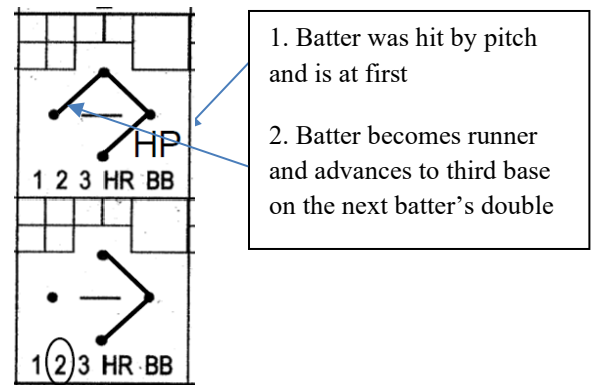 1. Batter was hit by pitch
and is at first
2. Batter becomes runner
and advances to third base
on the next batter’s double
HP
1 2 3 HR BB
1 2 3 HR BB